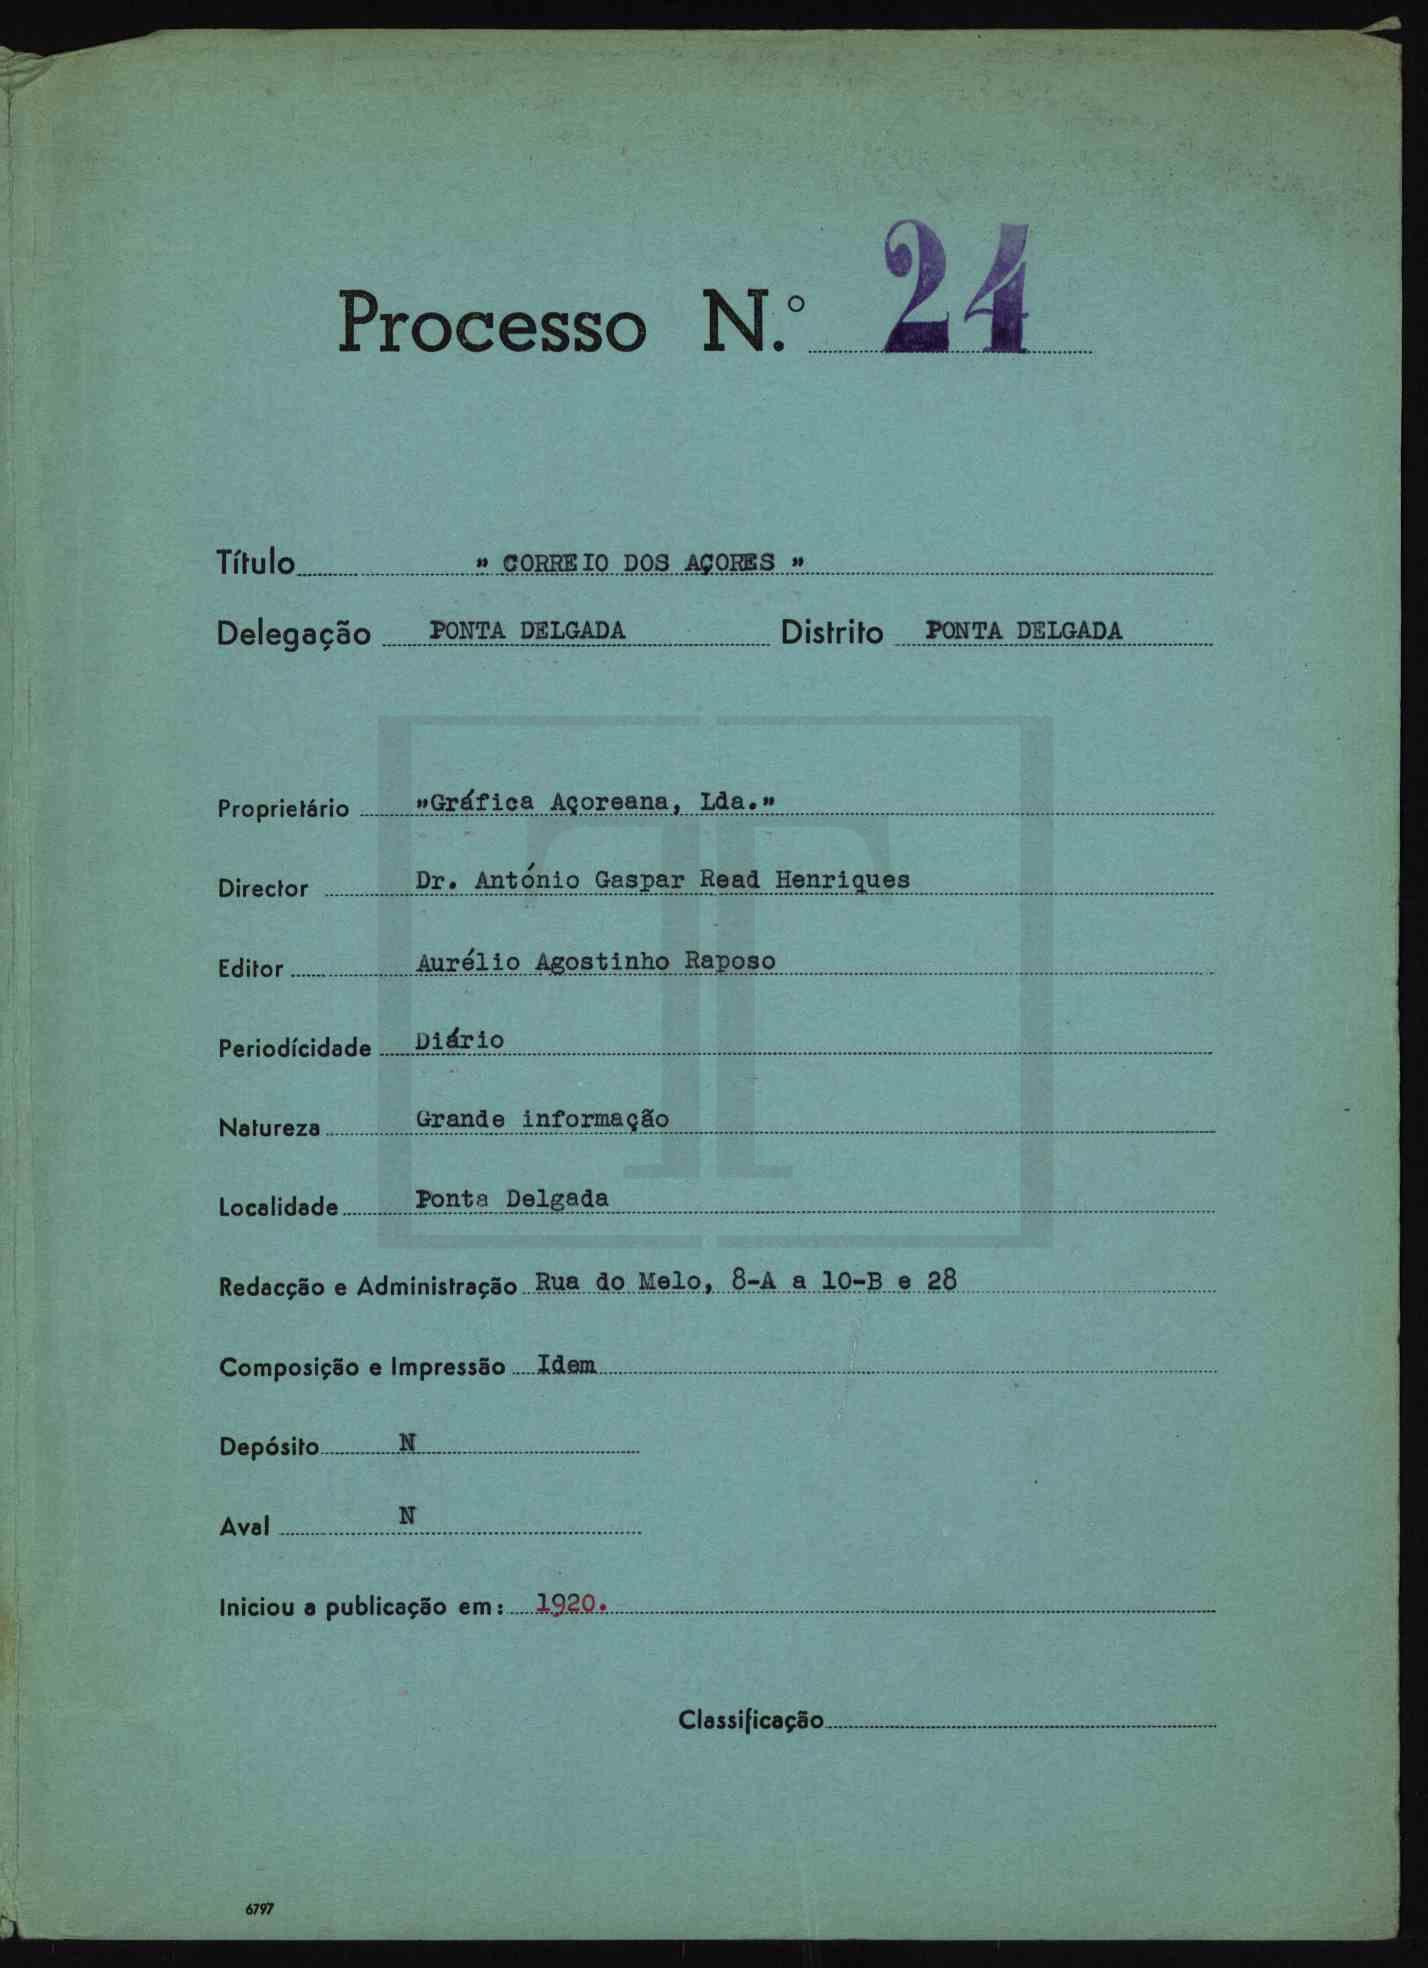 Processo N.º 24
Título " CORREIO DOS AÇORES "
Delegação PONTA DELGADA Distrito PONTA DELGADA
Proprietário "Gráfica Açoreana, Lda."
Director Dr. António Gaspar Read Henriques
Editor Aurélio Agostinho Raposo
Periodícidade Diário
Natureza Grande informação
Localidade Ponta Delgada
Redacção e Administração Rua do Melo, 8-A a 10-B e 28
Composição e Impressão Idem
Depósito N
Aval N
Iniciou a publicação em: 1920.
Classificação
6797